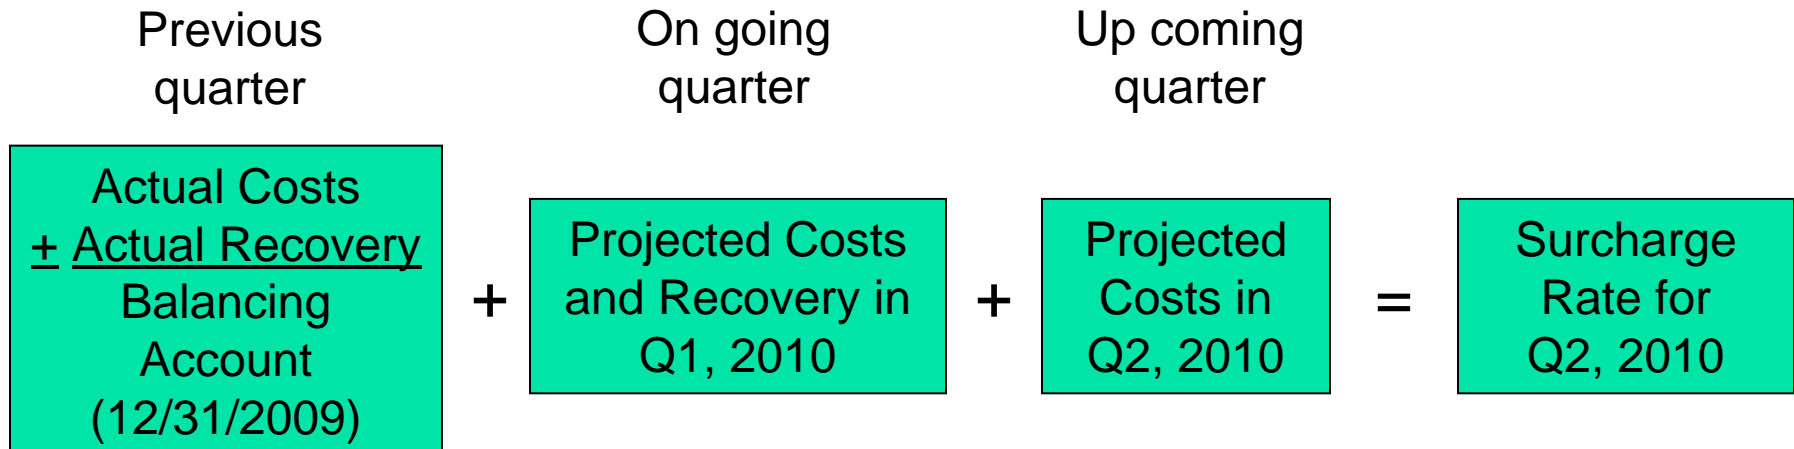 Previous
quarter
On going
quarter
Up coming
quarter
Actual Costs
+ Actual Recovery
Balancing
Account
(12/31/2009)
+
Projected Costs
and Recovery in
Q1, 2010
+
Projected
Costs in
Q2, 2010
=
Surcharge
Rate for
Q2, 2010